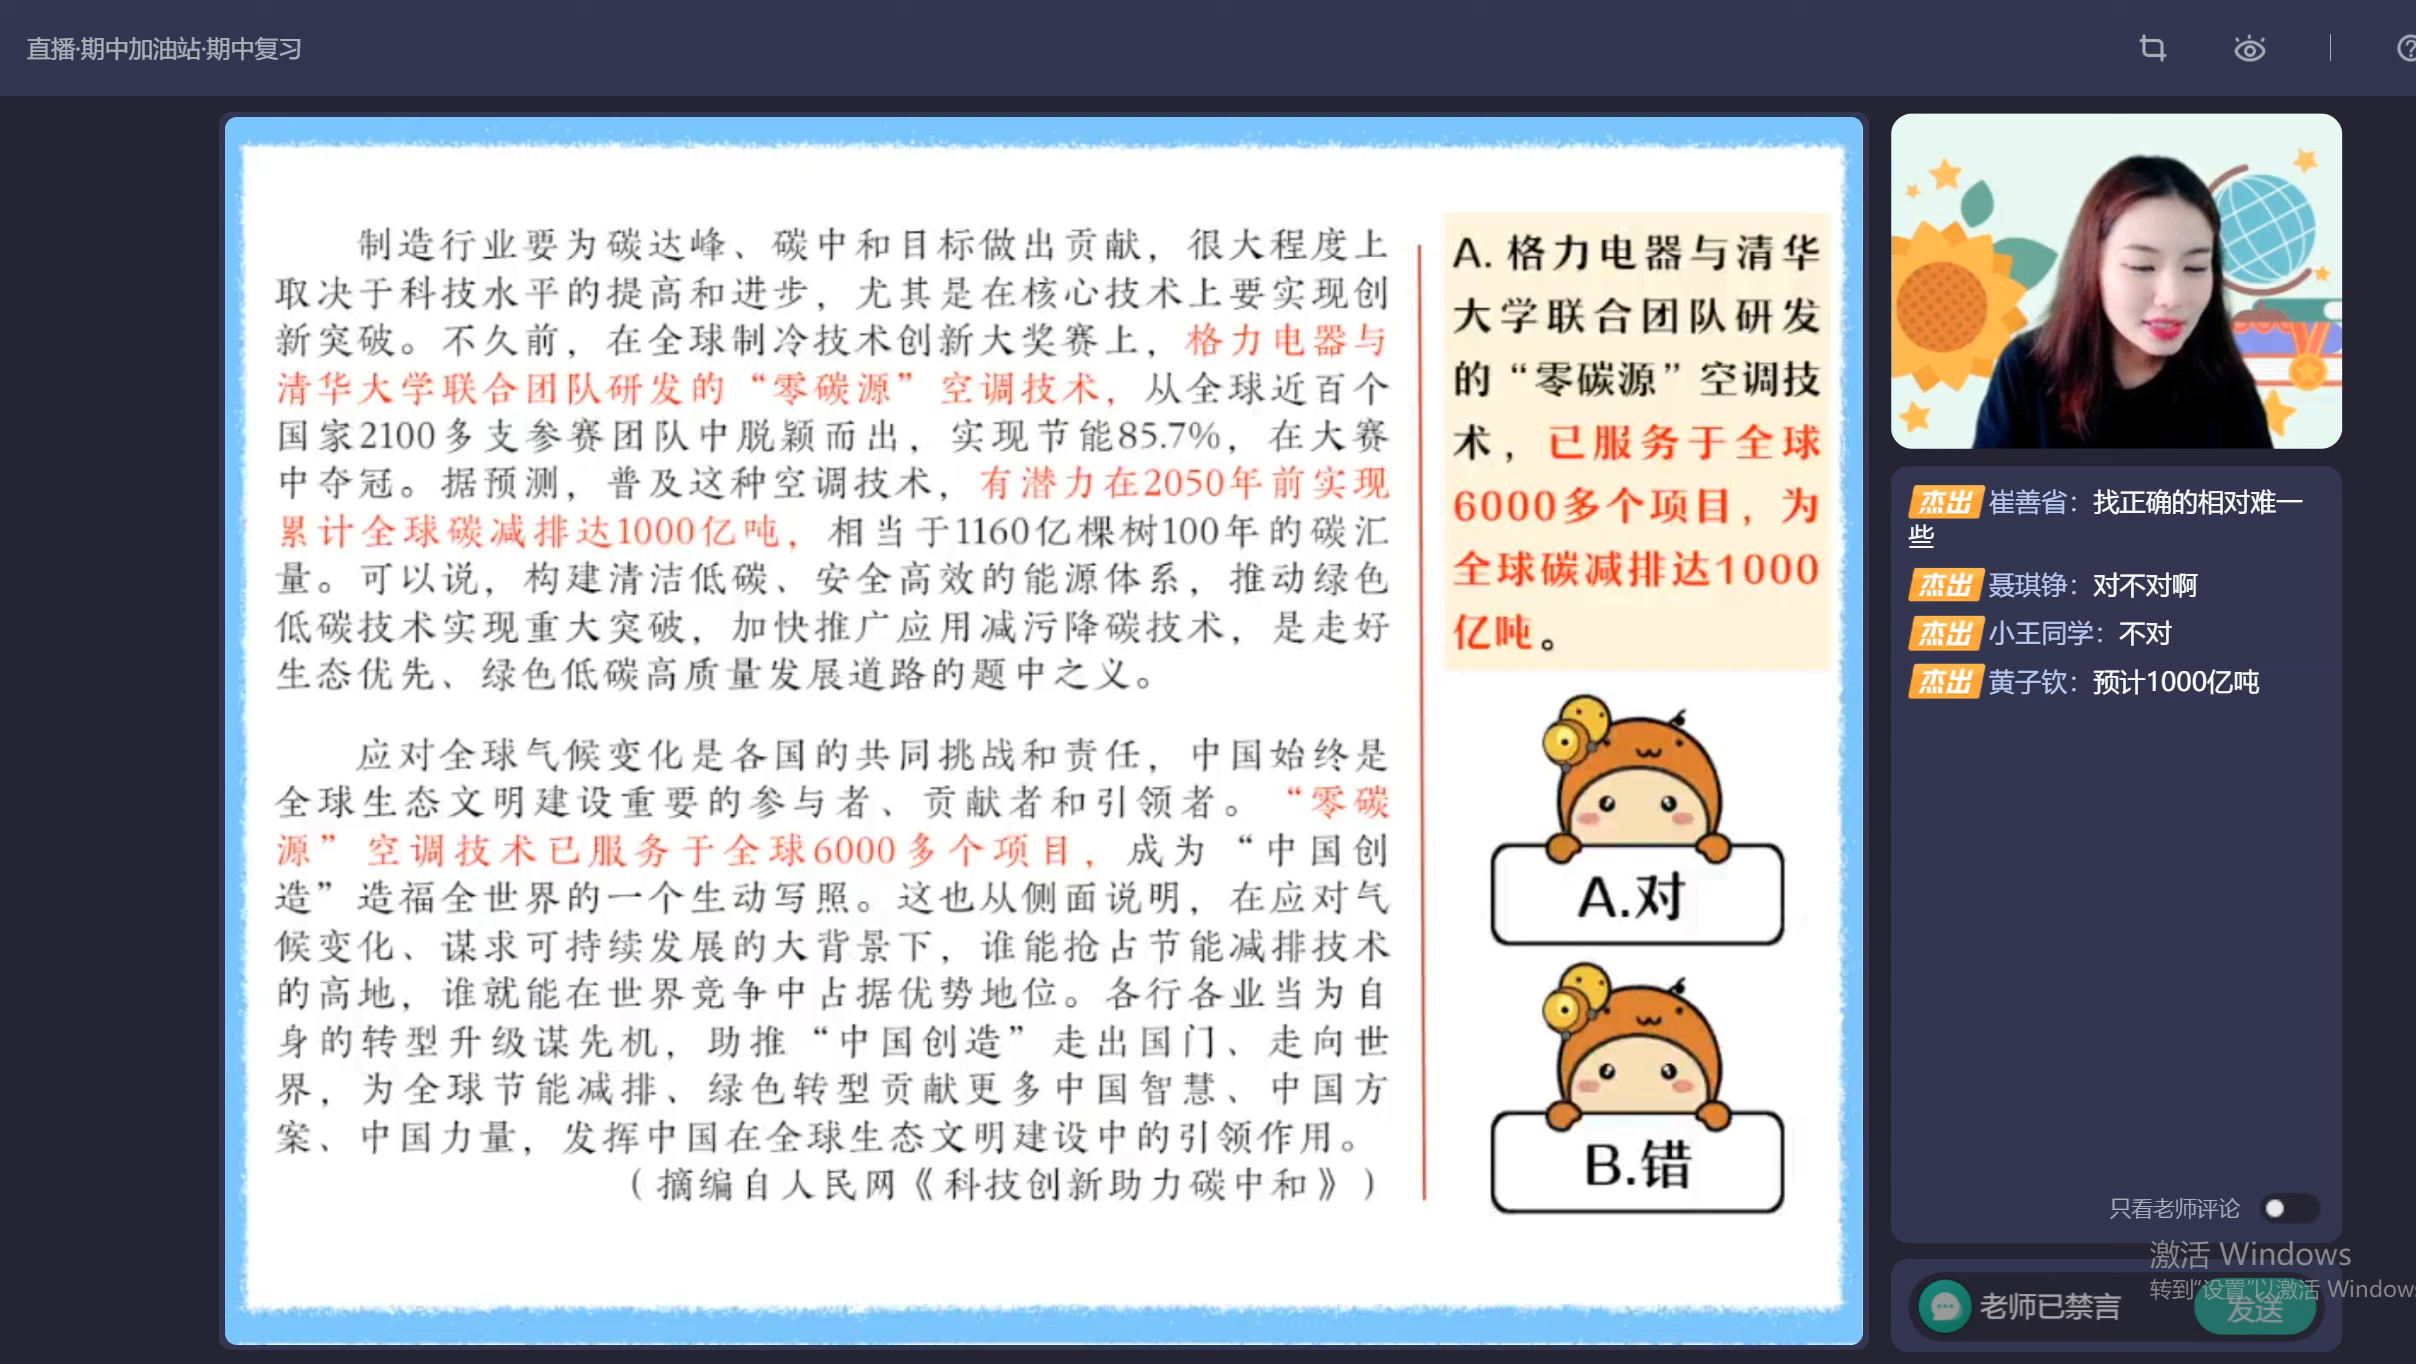 直播·期中加油站·期中复习
制造行业要为碳达峰、碳中和目标做出贡献，很大程度上
取决于科技水平的提高和进步，尤其是在核心技术上要实现创
新突破。不久前，在全球制冷技术创新大奖赛上，格力电器与
清华大学联合团队研发的“零碳源”空调技术，从全球近百个
国家2100多支参赛团队中脱颖而出，实现节能85.7%，在大赛
中夺冠。据预测，普及这种空调技术，有潜力在2050年前实现
累计全球碳减排达1000亿吨，相当于1160亿棵树100年的碳汇
量。可以说，构建清洁低碳、安全高效的能源体系，推动绿色
低碳技术实现重大突破，加快推广应用减污降碳技术，是走好
生态优先、绿色低碳高质量发展道路的题中之义。
应对全球气候变化是各国的共同挑战和责任，中国始终是
全球生态文明建设重要的参与者、贡献者和引领者。“零碳
源”空调技术已服务于全球6000多个项目，成为“中国创
造”造福全世界的一个生动写照。这也从侧面说明，在应对气
候变化、谋求可持续发展的大背景下，谁能抢占节能减排技术
的高地，谁就能在世界竞争中占据优势地位。各行各业当为自
身的转型升级谋先机，助推“中国创造”走出国门、走向世
界，为全球节能减排、绿色转型贡献更多中国智慧、中国方
案、中国力量，发挥中国在全球生态文明建设中的引领作用。
（摘编自人民网《科技创新助力碳中和》）
A. 格力电器与清华
大学联合团队研发
的“零碳源”空调技
术，已服务于全球
6000多个项目，为
全球碳减排达1000
亿吨。
A.对
B.错
杰出 崔善省：找正确的相对难一
些
杰出 聂琪铮：对不对啊
杰出 小王同学：不对
杰出 黄子钦：预计1000亿吨
只看老师评论
激活 Windows
转到“设置”以激活 Windows
老师已禁言
发送